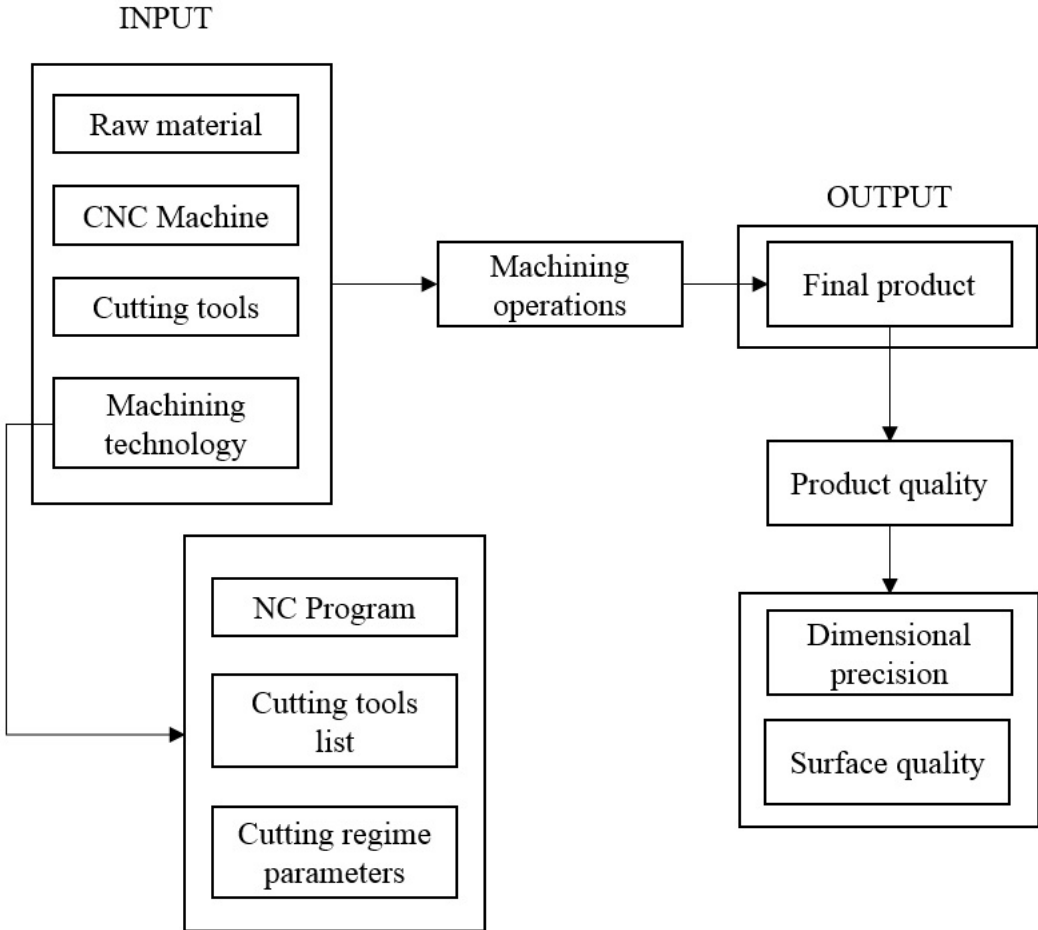 INPUT
Raw material
CNC Machine
Cutting tools
Machining
technology
Machining
operations
OUTPUT
Final product
Product quality
Dimensional
precision
Surface quality
NC Program
Cutting tools
list
Cutting regime
parameters